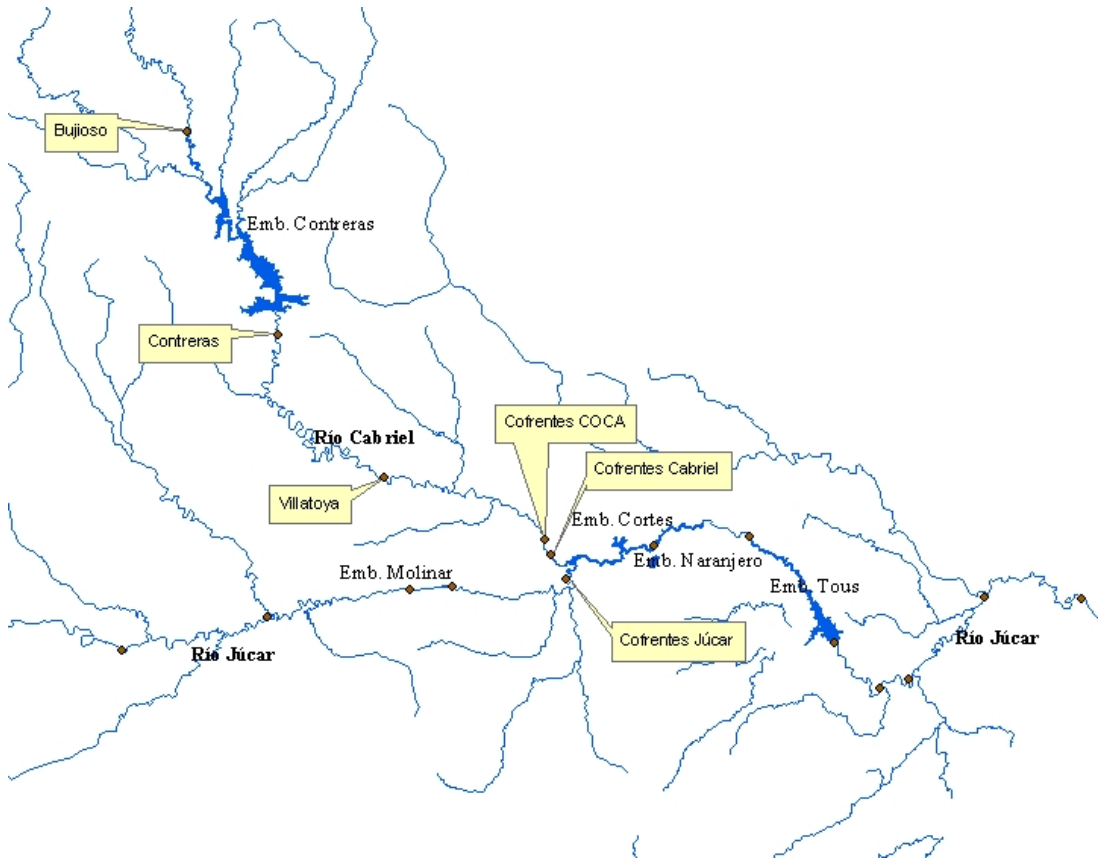 Bujioso
Emb. Contreras
Contreras
Cofrentes COCA
Río Cabriel
Cofrentes Cabriel
Villatoya
Emb. Cortes
Emb. Naranjero
Emb. Molinar
Emb. Tous
Cofrentes Júcar
Río Júcar
Río Júcar